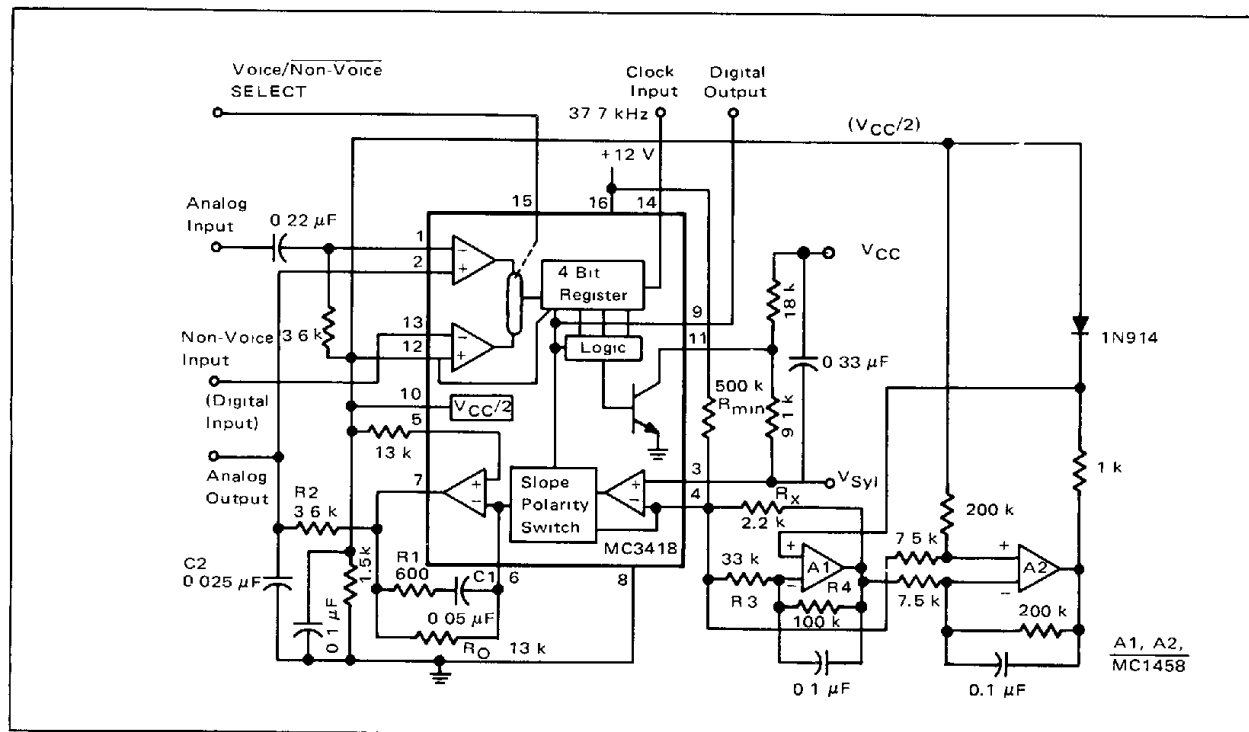 Voice/Non-Voice
SELECT
Clock
Input
Digital
Output
37 7 kHz
(VCC/2)
+12 V
15
16
14
Analog
Input
0 22 μF
1
2
4 Bit
Register
VCC
18 k
9
13
12
Non-Voice
Input
3 6 k
Logic
11
0 33 μF
1N914
(Digital
Input)
10
VCC/2
500 k
Rmin
9 1 k
5
13 k
Analog
Output
7
Slope
Polarity
Switch
3
4
VSyl
1 k
RX
2.2 k
200 k
R2
3 6 k
MC3418
7 5 k
C2
0 025 μF
1.5k
R1
600
C1
6
8
33 k
R3
A1
R4
7.5 k
A2
0 1 μF
0 05 μF
100 k
200 k
RO
13 k
0 1 μF
0.1 μF
A1, A2,
MC1458